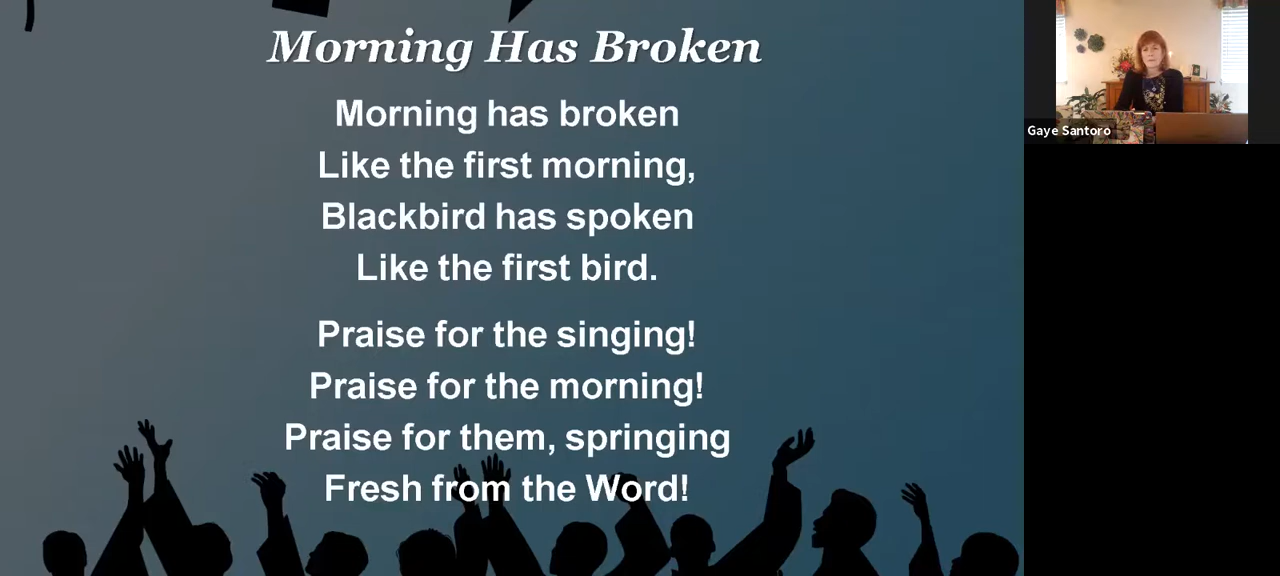 Morning Has Broken
Morning has broken
Like the first morning,
Blackbird has spoken
Like the first bird.
Praise for the singing!
Praise for the morning!
Praise for them, springing
Fresh from the Word!
Gaye Santoro